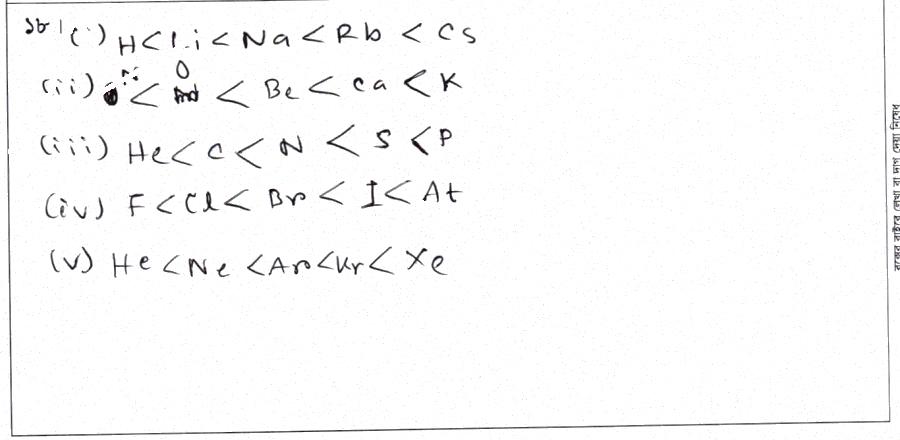 ১৮। (i) H < Li < Na < Rb < Cs
(ii) < O < Be < Ca < K
(iii) He < C < N < S < P
(iv) F < Cl < Br < I < At
(v) He < Ne < Ar < Kr < Xe
বক্সের বাইরে লেখা বা দাগ দেয়া নিষেধ